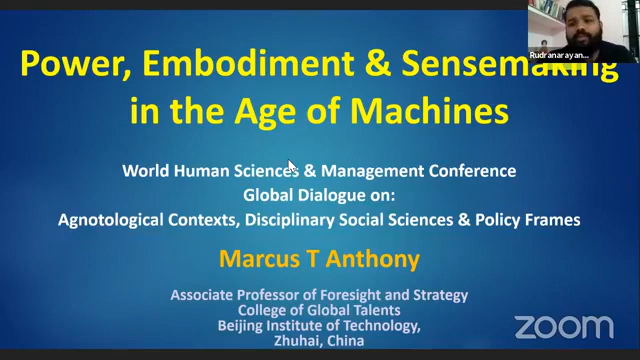 Rudranarayan...
Power, Embodiment & Sensemaking
in the Age of Machines
World Human Sciences & Management Conference
Global Dialogue on:
Agnotological Contexts, Disciplinary Social Sciences & Policy Frames
Marcus T Anthony
Associate Professor of Foresight and Strategy
College of Global Talents
Beijing Institute of Technology,
Zhuhai, China
zoom